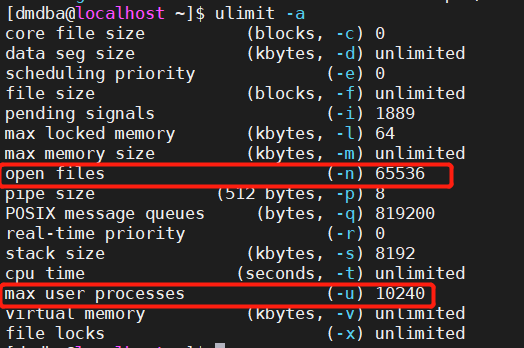 [dmdba@localhost ~]$ ulimit -a
core file size (blocks, -c) 0
data seg size (kbytes, -d) unlimited
scheduling priority (-e) 0
file size (blocks, -f) unlimited
pending signals (-i) 1889
max locked memory (kbytes, -l) 64
max memory size (kbytes, -m) unlimited
open files (-n) 65536
pipe size (512 bytes, -p) 8
POSIX message queues (bytes, -q) 819200
real-time priority (-r) 0
stack size (kbytes, -s) 8192
cpu time (seconds, -t) unlimited
max user processes (-u) 10240
virtual memory (kbytes, -v) unlimited
file locks (-x) unlimited
[dmdba@localhost ~]$